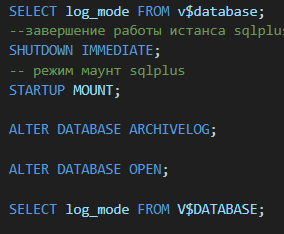 SELECT log_mode FROM v$database;
--завершение работы истанса sqlplus
SHUTDOWN IMMEDIATE;
-- режим маунт sqlplus
STARTUP MOUNT;
ALTER DATABASE ARCHIVELOG;
ALTER DATABASE OPEN;
SELECT log_mode FROM V$DATABASE;